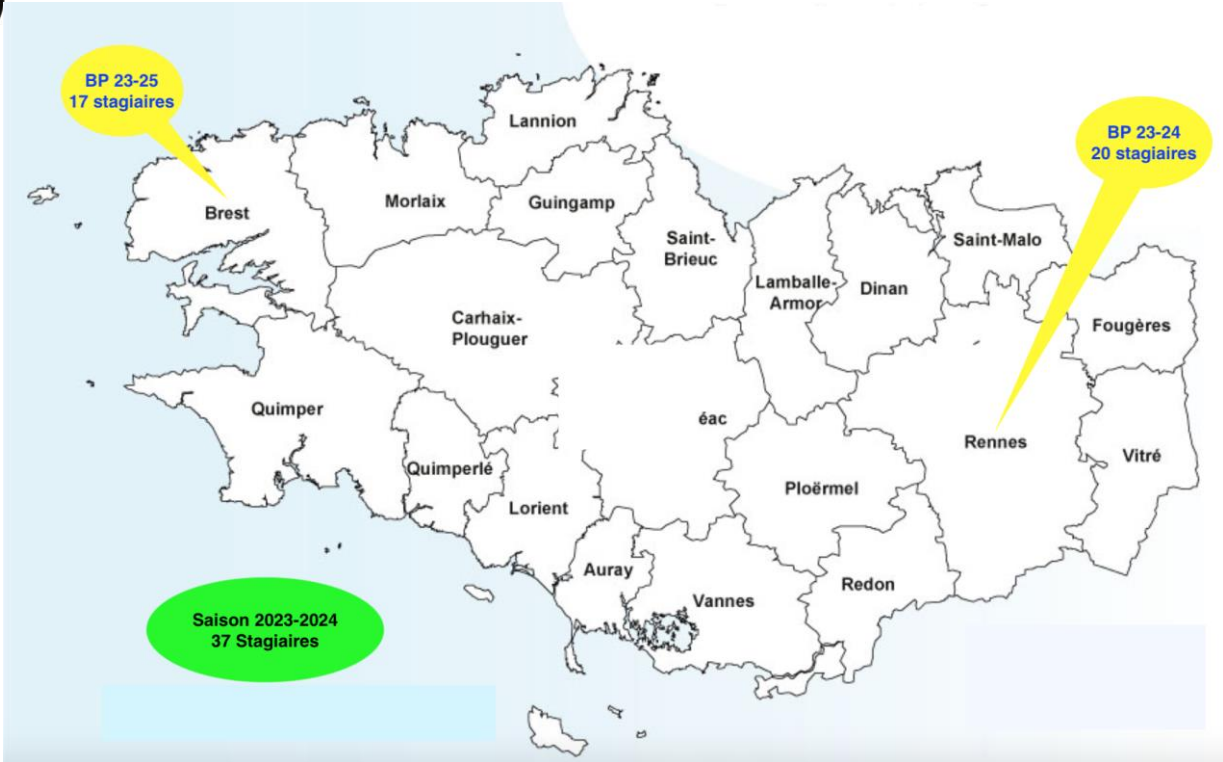 BP 23-25
17 stagiaires
BP 23-24
20 stagiaires
Lannion
Morlaix
Guingamp
Brest
Saint-
Brieuc
Saint-Malo
Lamballe-
Armor
Dinan
Carhaix-
Plouguer
Fougères
Quimper
éac
Rennes
Vitré
Quimperlé
Ploërmel
Lorient
Auray
Redon
Vannes
Saison 2023-2024
37 Stagiaires